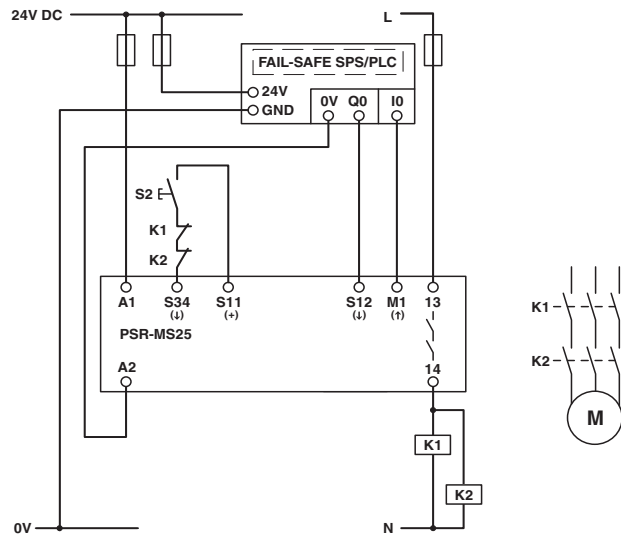 24V DC
L
FAIL-SAFE SPS/PLC
24V
GND
0V Q0 I0
S2
K1
K2
A1 S34 S11 S12 M1 13
(↓) (+) (↓) (↑)
PSR-MS25
A2 14
K1
K2
0V N
K1
K2
M